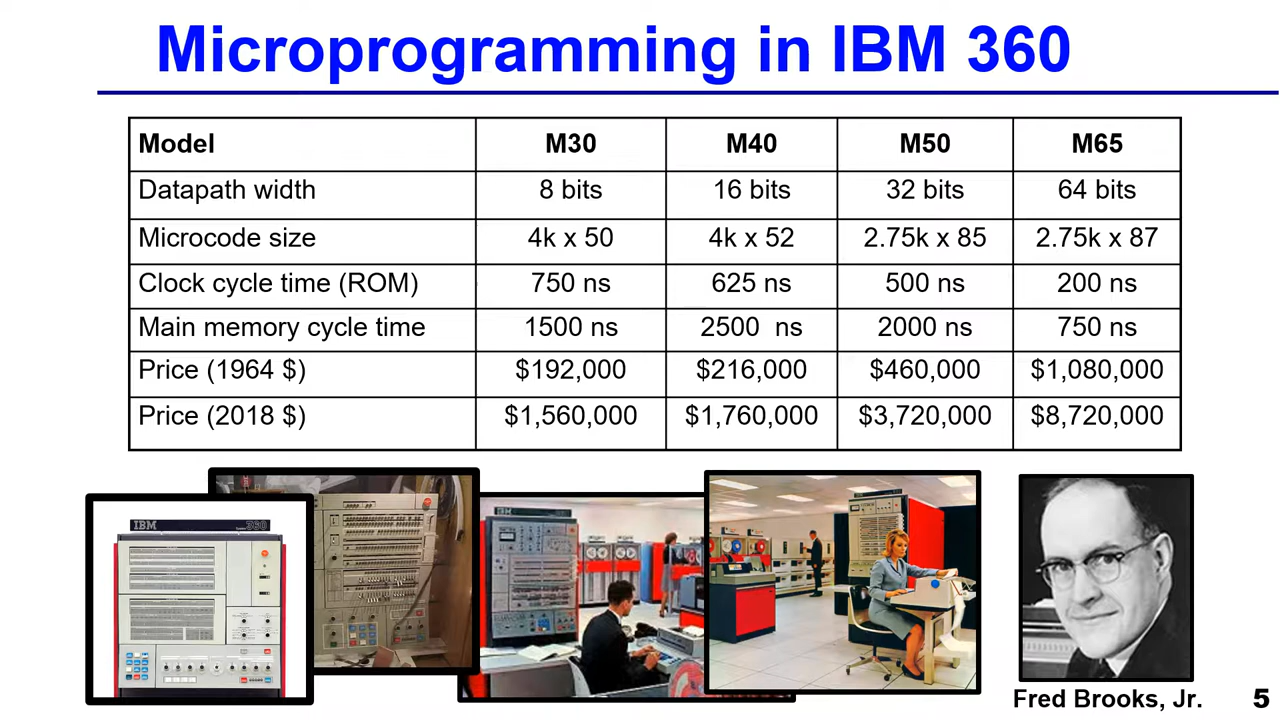 Microprogramming in IBM 360
Model M30 M40 M50 M65
Datapath width 8 bits 16 bits 32 bits 64 bits
Microcode size 4k x 50 4k x 52 2.75k x 85 2.75k x 87
Clock cycle time (ROM) 750 ns 625 ns 500 ns 200 ns
Main memory cycle time 1500 ns 2500 ns 2000 ns 750 ns
Price (1964 $) $192,000 $216,000 $460,000 $1,080,000
Price (2018 $) $1,560,000 $1,760,000 $3,720,000 $8,720,000
IBM 360
Fred Brooks, Jr.
5